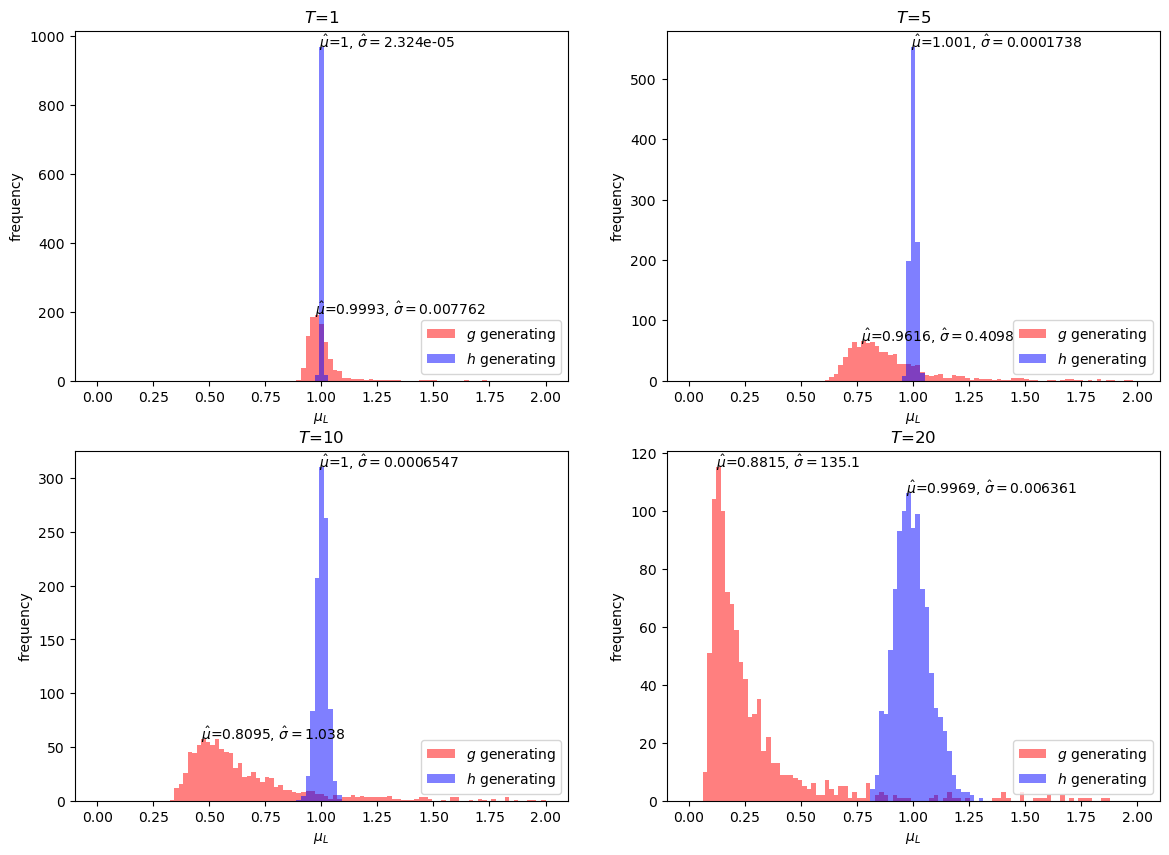 T=1
μ̂=1, σ̂ = 2.324e-05
μ̂=0.9993, σ̂ = 0.007762
g generating
h generating
frequency
1000
800
600
400
200
0
0.00 0.25 0.50 0.75 1.00 1.25 1.50 1.75 2.00
μ_L
T=5
μ̂=1.001, σ̂ = 0.0001738
μ̂=0.9616, σ̂ = 0.4098
g generating
h generating
frequency
500
400
300
200
100
0
0.00 0.25 0.50 0.75 1.00 1.25 1.50 1.75 2.00
μ_L
T=10
μ̂=1, σ̂ = 0.0006547
μ̂=0.8095, σ̂ = 1.038
g generating
h generating
frequency
300
250
200
150
100
50
0
0.00 0.25 0.50 0.75 1.00 1.25 1.50 1.75 2.00
μ_L
T=20
μ̂=0.8815, σ̂ = 135.1
μ̂=0.9969, σ̂ = 0.006361
g generating
h generating
frequency
120
100
80
60
40
20
0
0.00 0.25 0.50 0.75 1.00 1.25 1.50 1.75 2.00
μ_L